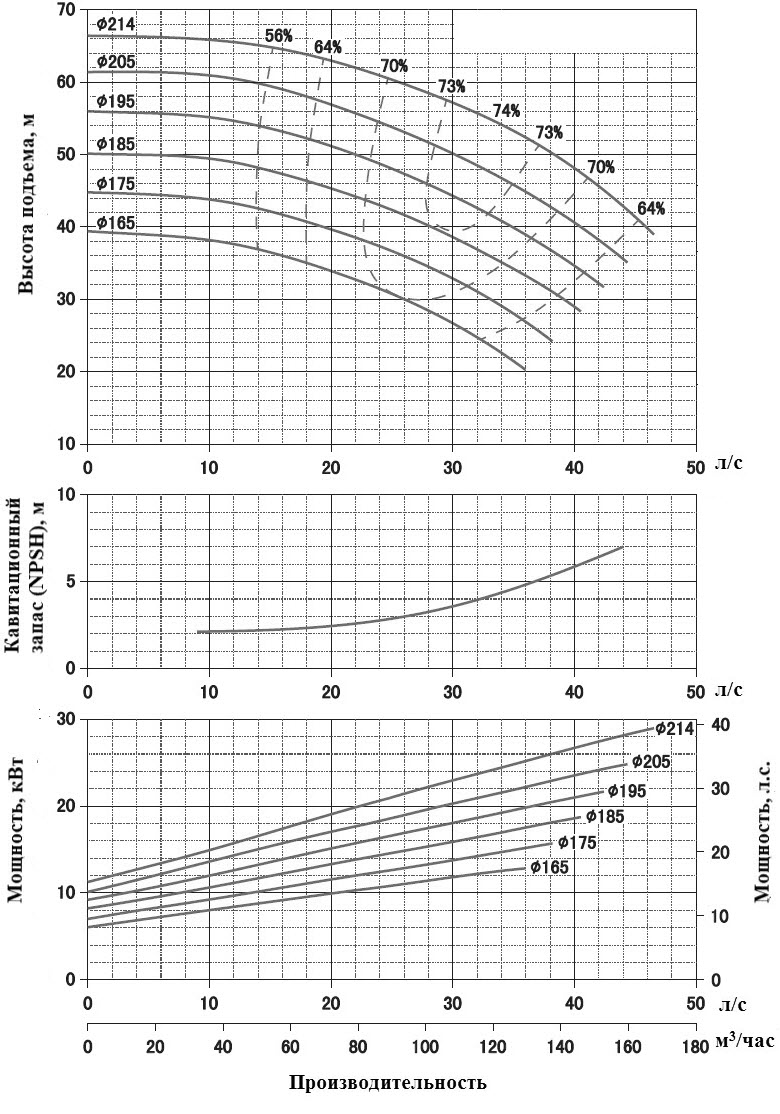 70
60
50
40
30
20
10
Высота подьема, м
ϕ214
ϕ205
ϕ195
ϕ185
ϕ175
ϕ165
56%
64%
70%
73%
74%
73%
70%
64%
0 10 20 30 40 50 л/с
10
5
0
Кавитационный
запас (NPSH), м
0 10 20 30 40 50 л/с
30
20
10
0
Мощность, кВт
ϕ214
ϕ205
ϕ195
ϕ185
ϕ175
ϕ165
40
30
20
10
0
Мощность, л.с.
0 10 20 30 40 50 л/с
0 20 40 60 80 100 120 140 160 180 м³/час
Производительность